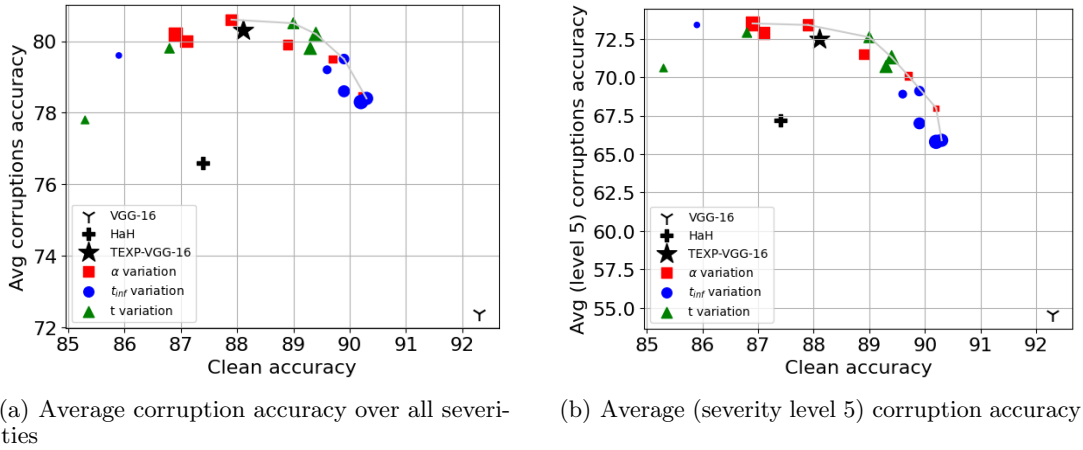 80
78
76
74
72
Avg corruptions accuracy
VGG-16
HaH
TEXP-VGG-16
α variation
t_inf variation
t variation
85 86 87 88 89 90 91 92
Clean accuracy
(a) Average corruption accuracy over all severi-
ties
72.5
70.0
67.5
65.0
62.5
60.0
57.5
55.0
Avg (level 5) corruptions accuracy
VGG-16
HaH
TEXP-VGG-16
α variation
t_inf variation
t variation
85 86 87 88 89 90 91 92
Clean accuracy
(b) Average (severity level 5) corruption accuracy